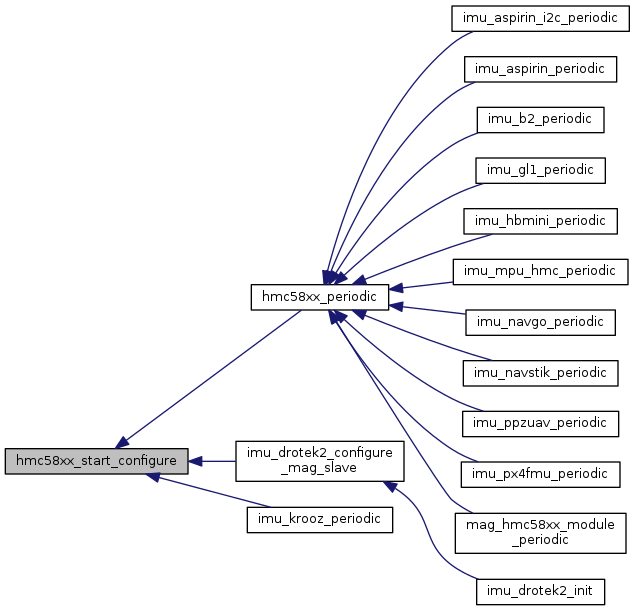 imu_aspirin_i2c_periodic
imu_aspirin_periodic
imu_b2_periodic
imu_gl1_periodic
imu_hbmini_periodic
imu_mpu_hmc_periodic
hmc58xx_periodic
imu_navgo_periodic
imu_navstik_periodic
imu_ppzuav_periodic
hmc58xx_start_configure
imu_drotek2_configure
_mag_slave
imu_px4fmu_periodic
imu_krooz_periodic
mag_hmc58xx_module
_periodic
imu_drotek2_init